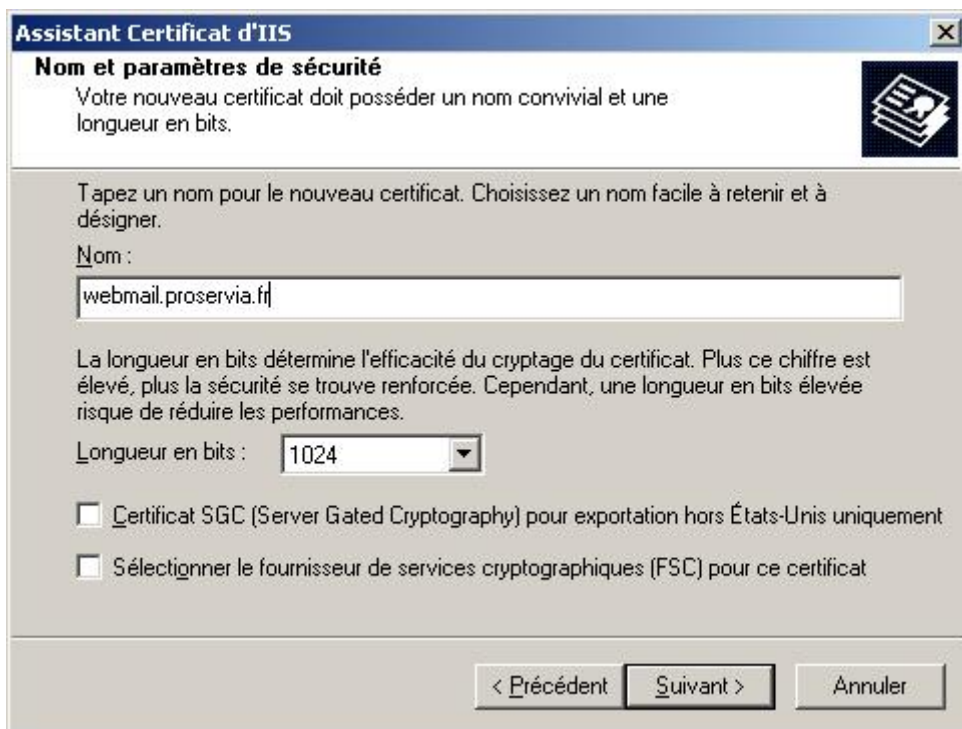 Assistant Certificat d'IIS
Nom et paramètres de sécurité
Votre nouveau certificat doit posséder un nom convivial et une
longueur en bits.
Tapez un nom pour le nouveau certificat. Choisissez un nom facile à retenir et à
désigner.
Nom :
webmail.proservia.fr
La longueur en bits détermine l'efficacité du cryptage du certificat. Plus ce chiffre est
élevé, plus la sécurité se trouve renforcée. Cependant, une longueur en bits élevée
risque de réduire les performances.
Longueur en bits : 1024
Certificat SGC (Server Gated Cryptography) pour exportation hors États-Unis uniquement
Sélectionner le fournisseur de services cryptographiques (FSC) pour ce certificat
< Précédent Suivant > Annuler